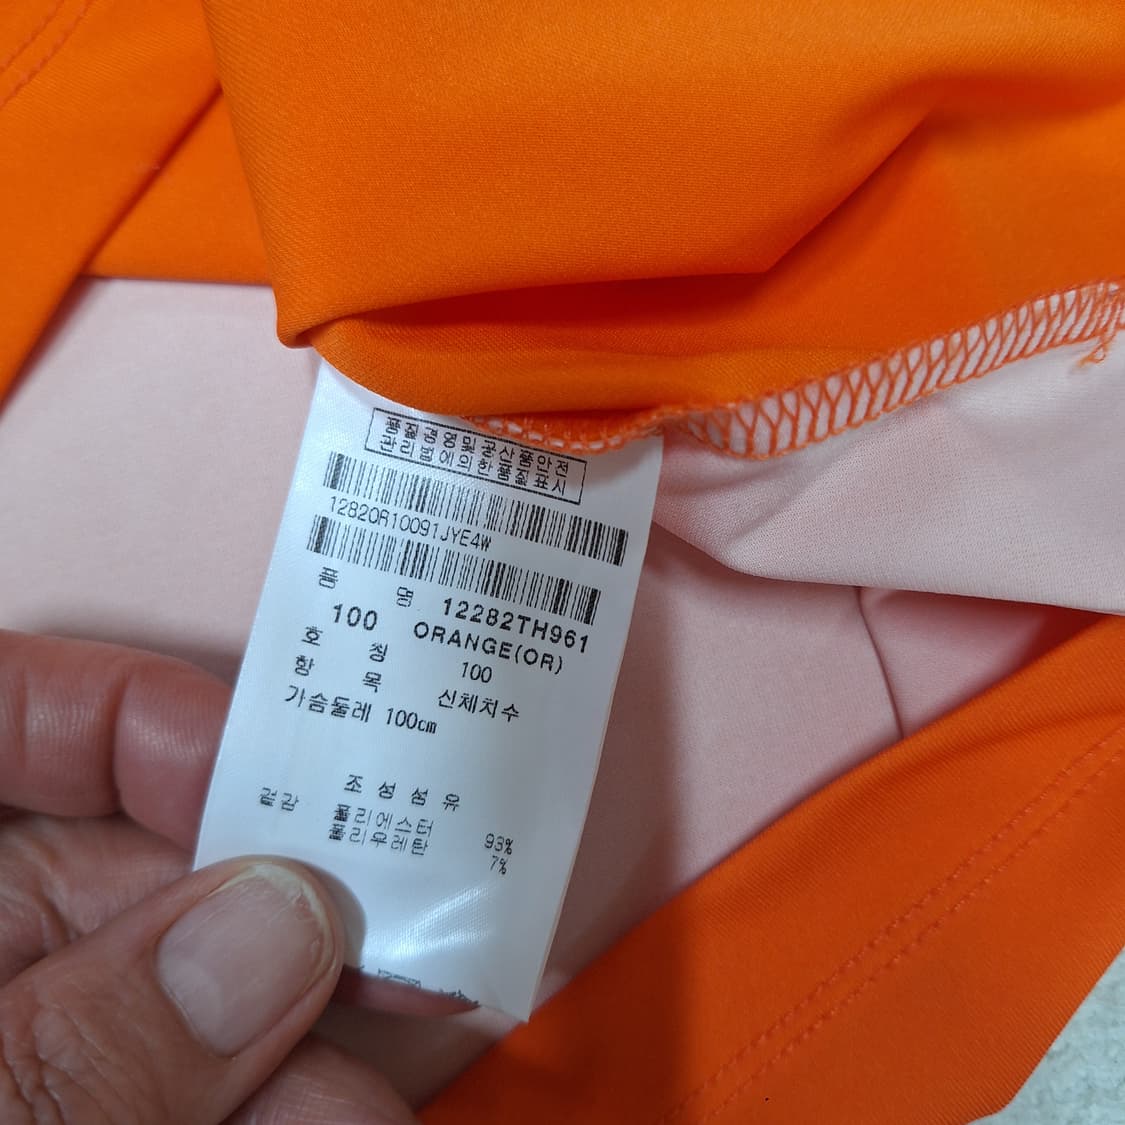 품질경영및공산품안전
관리법에의한품질표시
12820R10091JYE4W
품 명 12282TH961
100 ORANGE(OR)
호 칭 100
항 목 신체치수
가슴둘레 100cm
조 성 섬 유
겉감 폴리에스터 93%
폴리우레탄 7%